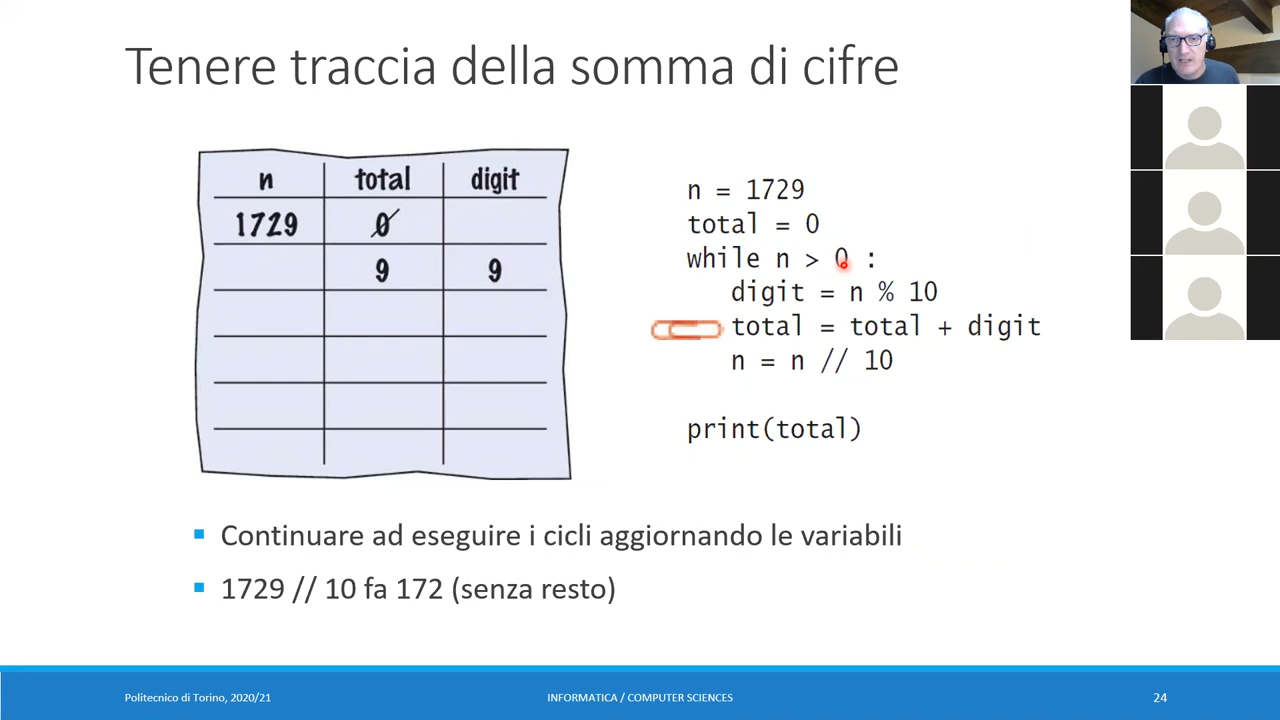 Tenere traccia della somma di cifre
n total digit
1729 0
9 9
n = 1729
total = 0
while n > 0 :
digit = n % 10
total = total + digit
n = n // 10
print(total)
Continuare ad eseguire i cicli aggiornando le variabili
1729 // 10 fa 172 (senza resto)
Politecnico di Torino, 2020/21
INFORMATICA / COMPUTER SCIENCES
24